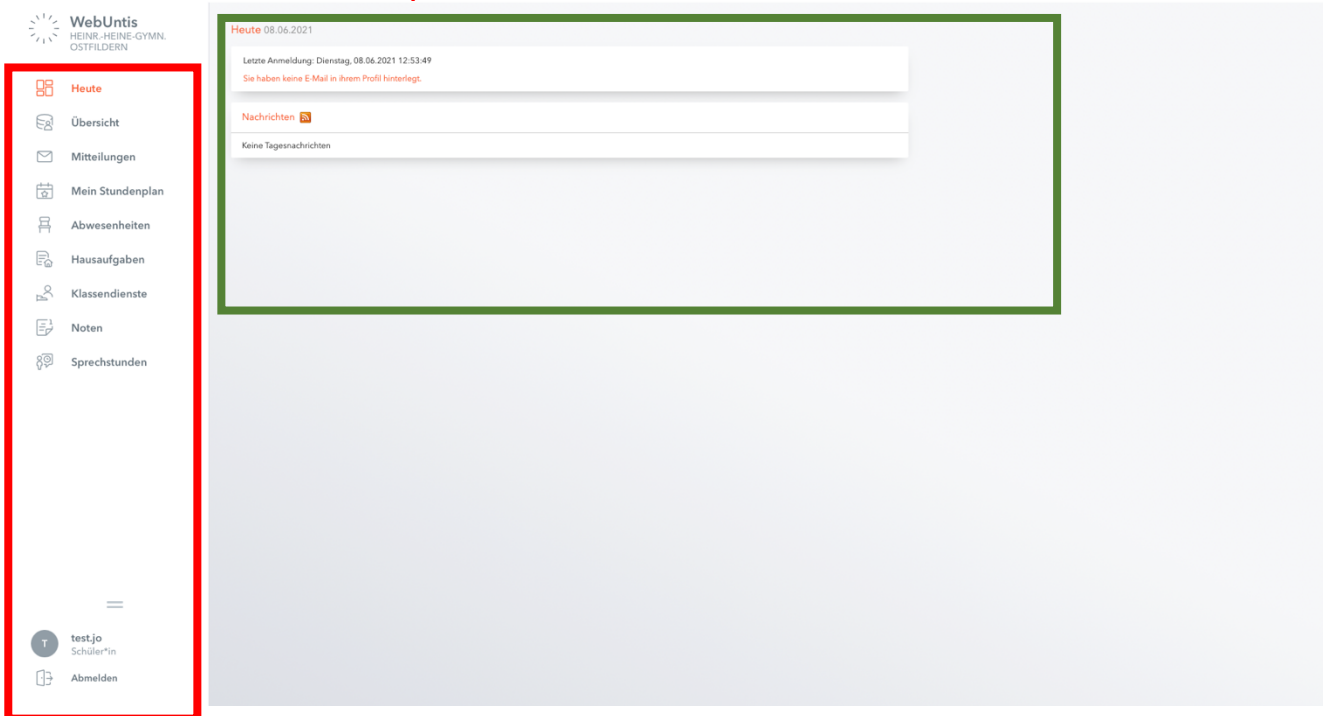 WebUntis
HEINR.-HEINE-GYMN.
OSTFILDERN
Heute
Übersicht
Mitteilungen
Mein Stundenplan
Abwesenheiten
Hausaufgaben
Klassendienste
Noten
Sprechstunden
T
test.jo
Schüler*in
Abmelden
Heute 08.06.2021
Letzte Anmeldung: Dienstag, 08.06.2021 12:53:49
Sie haben keine E-Mail in ihrem Profil hinterlegt.
Nachrichten
Keine Tagesnachrichten